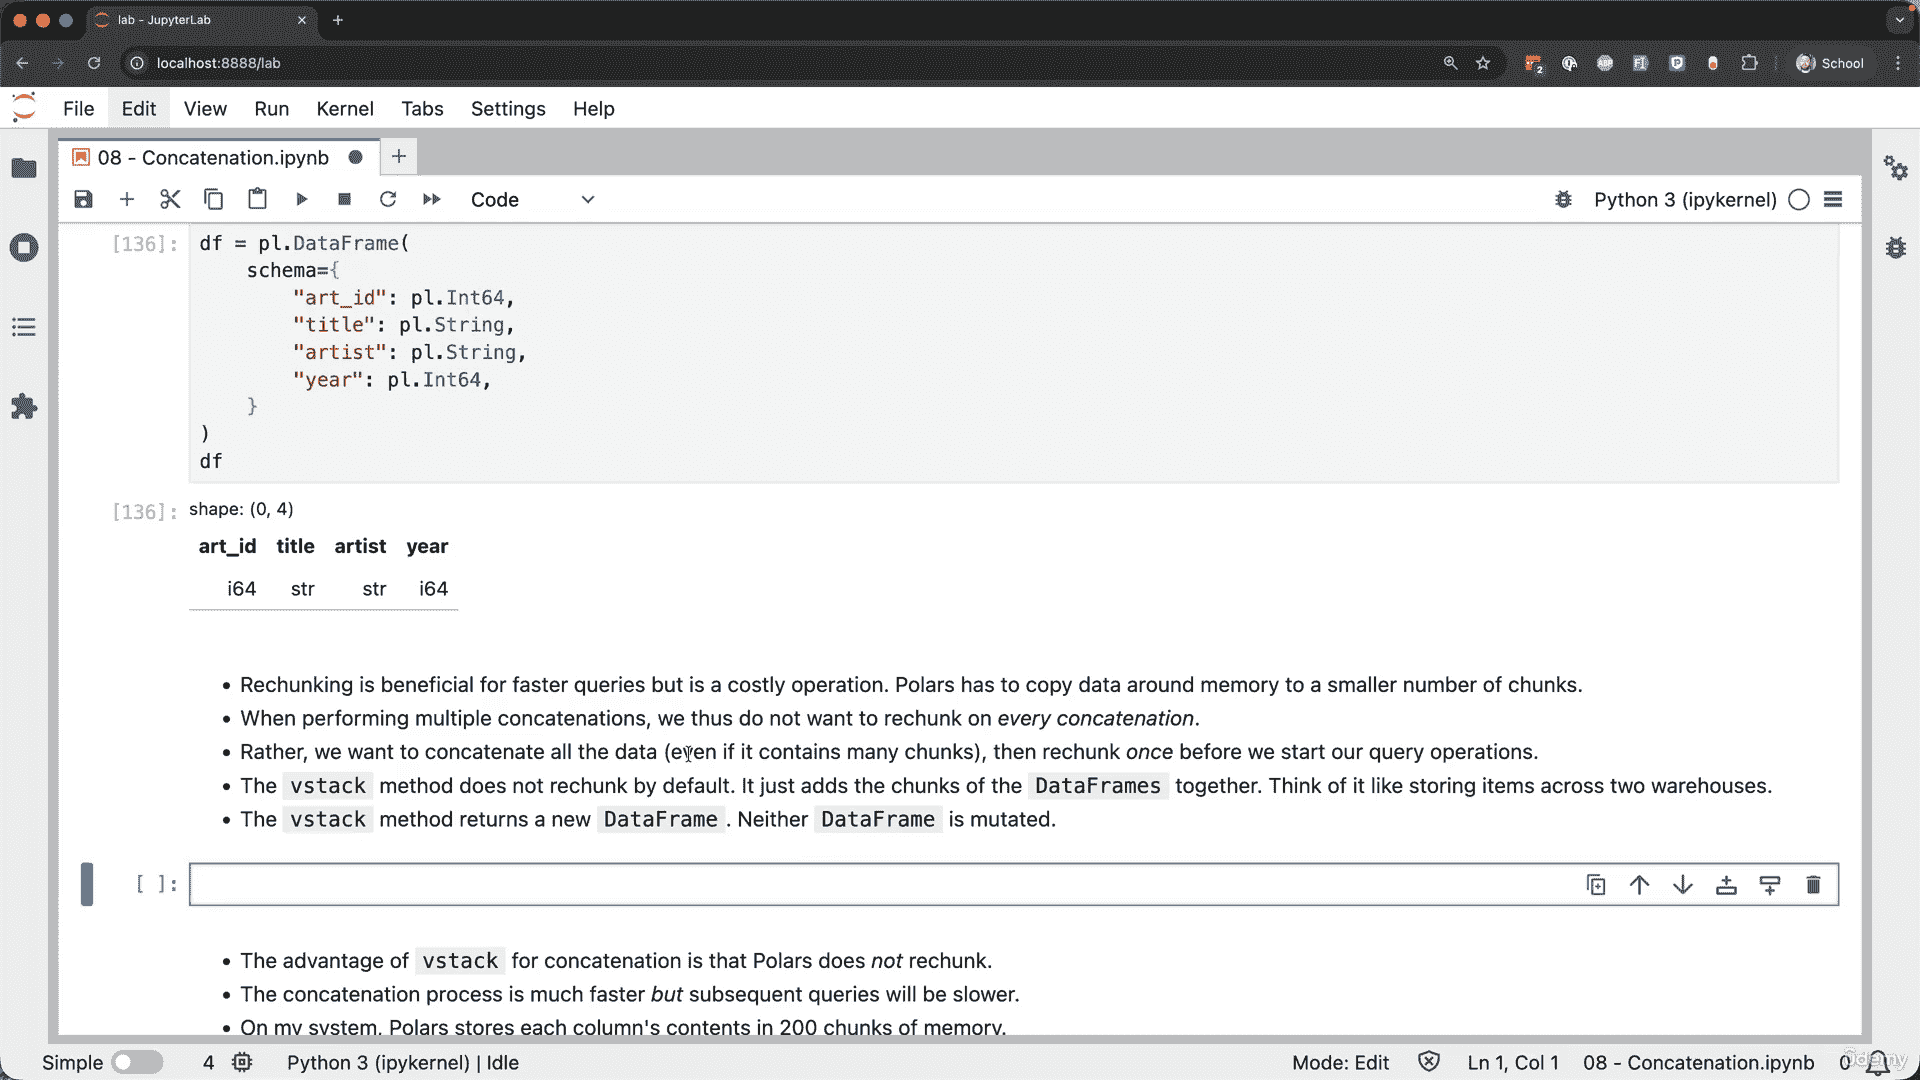 lab - JupyterLab
localhost:8888/lab
2
ABP
School
File Edit View Run Kernel Tabs Settings Help
08 - Concatenation.ipynb
Code
Python 3 (ipykernel)
[136]: df = pl.DataFrame(
schema={
"art_id": pl.Int64,
"title": pl.String,
"artist": pl.String,
"year": pl.Int64,
}
)
df
[136]: shape: (0, 4)
art_id title artist year
i64 str str i64
• Rechunking is beneficial for faster queries but is a costly operation. Polars has to copy data around memory to a smaller number of chunks.
• When performing multiple concatenations, we thus do not want to rechunk on every concatenation.
• Rather, we want to concatenate all the data (even if it contains many chunks), then rechunk once before we start our query operations.
• The vstack method does not rechunk by default. It just adds the chunks of the DataFrames together. Think of it like storing items across two warehouses.
• The vstack method returns a new DataFrame. Neither DataFrame is mutated.
[ ]:
• The advantage of vstack for concatenation is that Polars does not rechunk.
• The concatenation process is much faster but subsequent queries will be slower.
• On my system, Polars stores each column's contents in 200 chunks of memory.
Simple 4 Python 3 (ipykernel) | Idle Mode: Edit Ln 1, Col 1 08 - Concatenation.ipynb 0
udemy